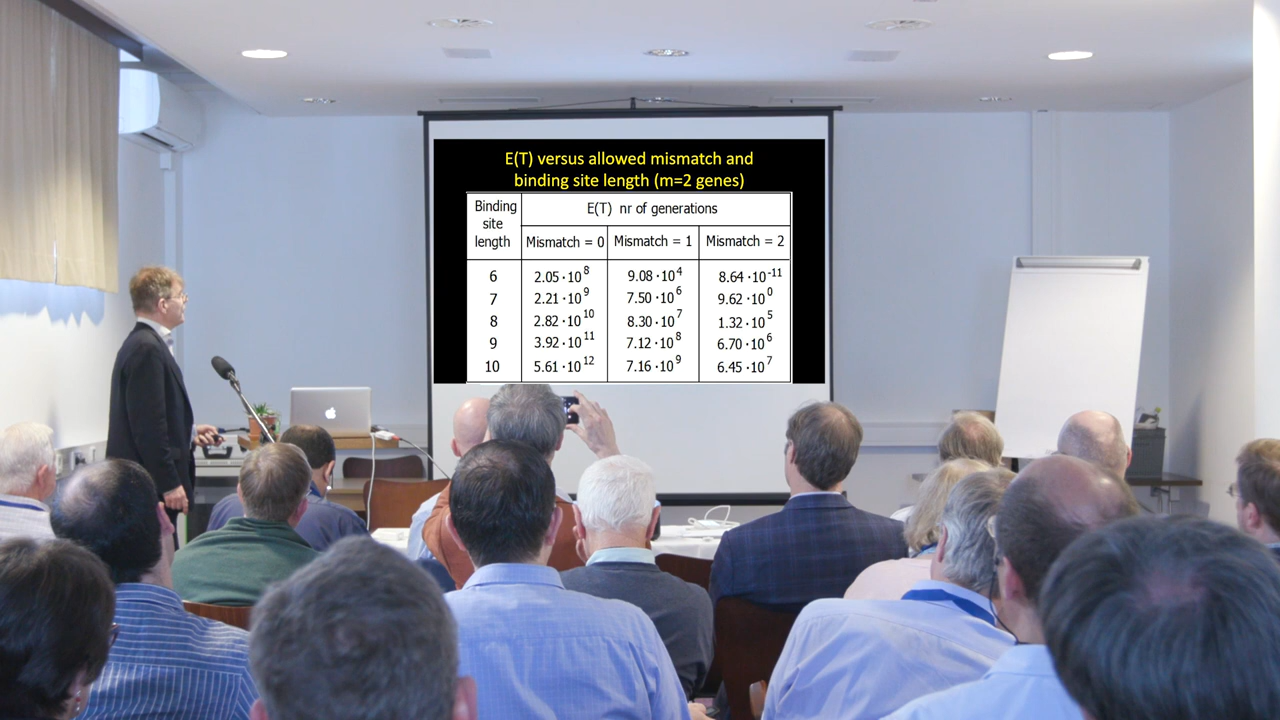 E(T) versus allowed mismatch and
binding site length (m=2 genes)
Binding site length E(T) nr of generations
Mismatch = 0 Mismatch = 1 Mismatch = 2
6 2.05·10^8 9.08·10^4 8.64·10^-11
7 2.21·10^9 7.50·10^6 9.62·10^0
8 2.82·10^10 8.30·10^7 1.32·10^5
9 3.92·10^11 7.12·10^8 6.70·10^6
10 5.61·10^12 7.16·10^9 6.45·10^7